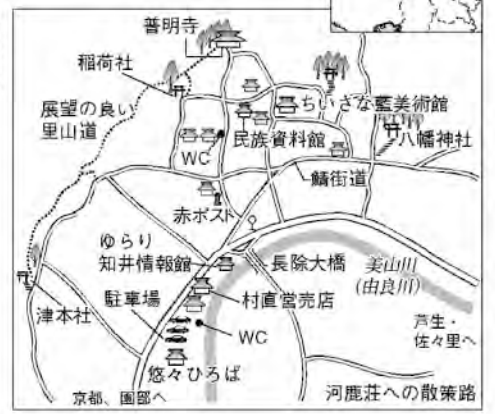 普明寺
稲荷社
展望の良い
里山道
ちいさな藍美術館
民族資料館
八幡神社
WC
鯖街道
赤ポスト
ゆらり
知井情報館
長除大橋
美山川
(由良川)
村直営売店
駐車場
津本社
WC
芦生・
佐々里へ
悠々ひろば
京都、園部へ
河鹿荘への散策路